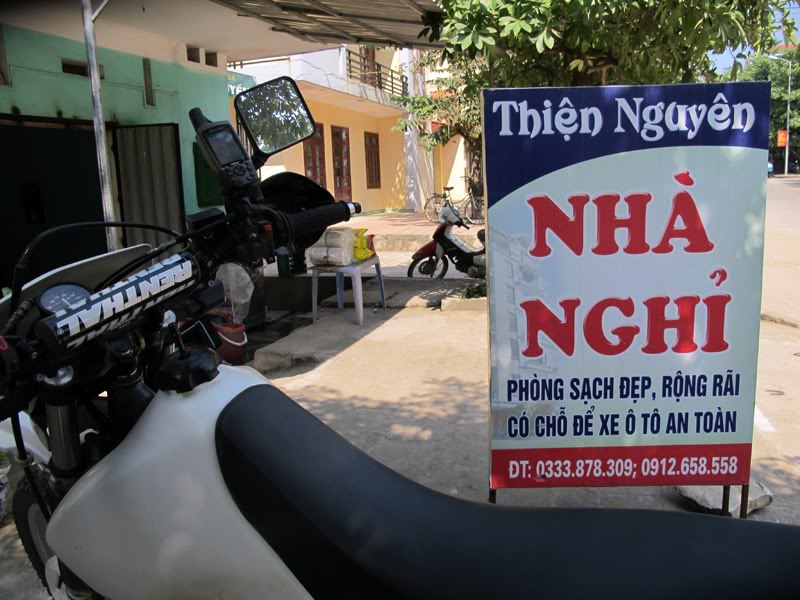 Thiện Nguyên
NHÀ
NGHỈ
PHÒNG SẠCH ĐẸP, RỘNG RÃI
CÓ CHỖ ĐỂ XE Ô TÔ AN TOÀN
ĐT: 0333.878.309; 0912.658.558
RENTHAL